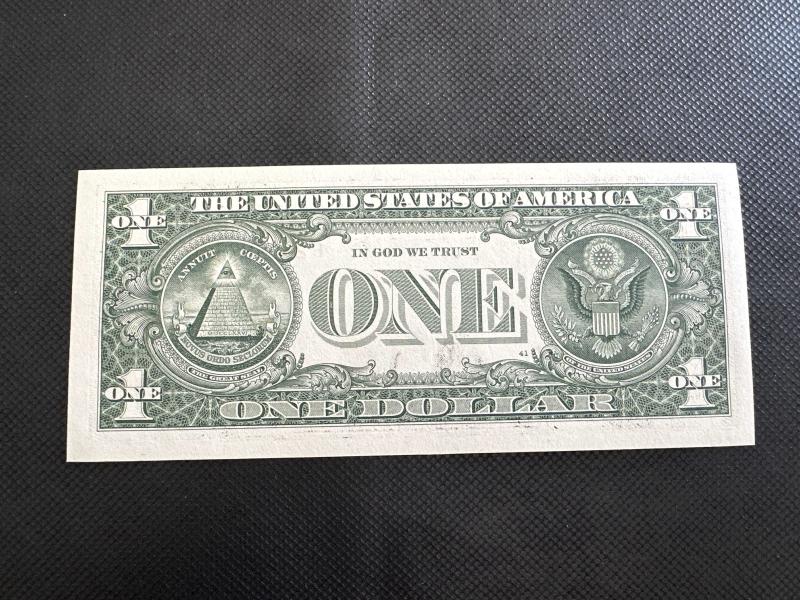 THE UNITED STATES OF AMERICA
1
ONE
1
ONE
ANNUIT CŒPTIS
IN GOD WE TRUST
ONE
NOVUS ORDO SECLORUM
THE GREAT SEAL
41
OF THE UNITED STATES
1
ONE
1
ONE
ONE DOLLAR